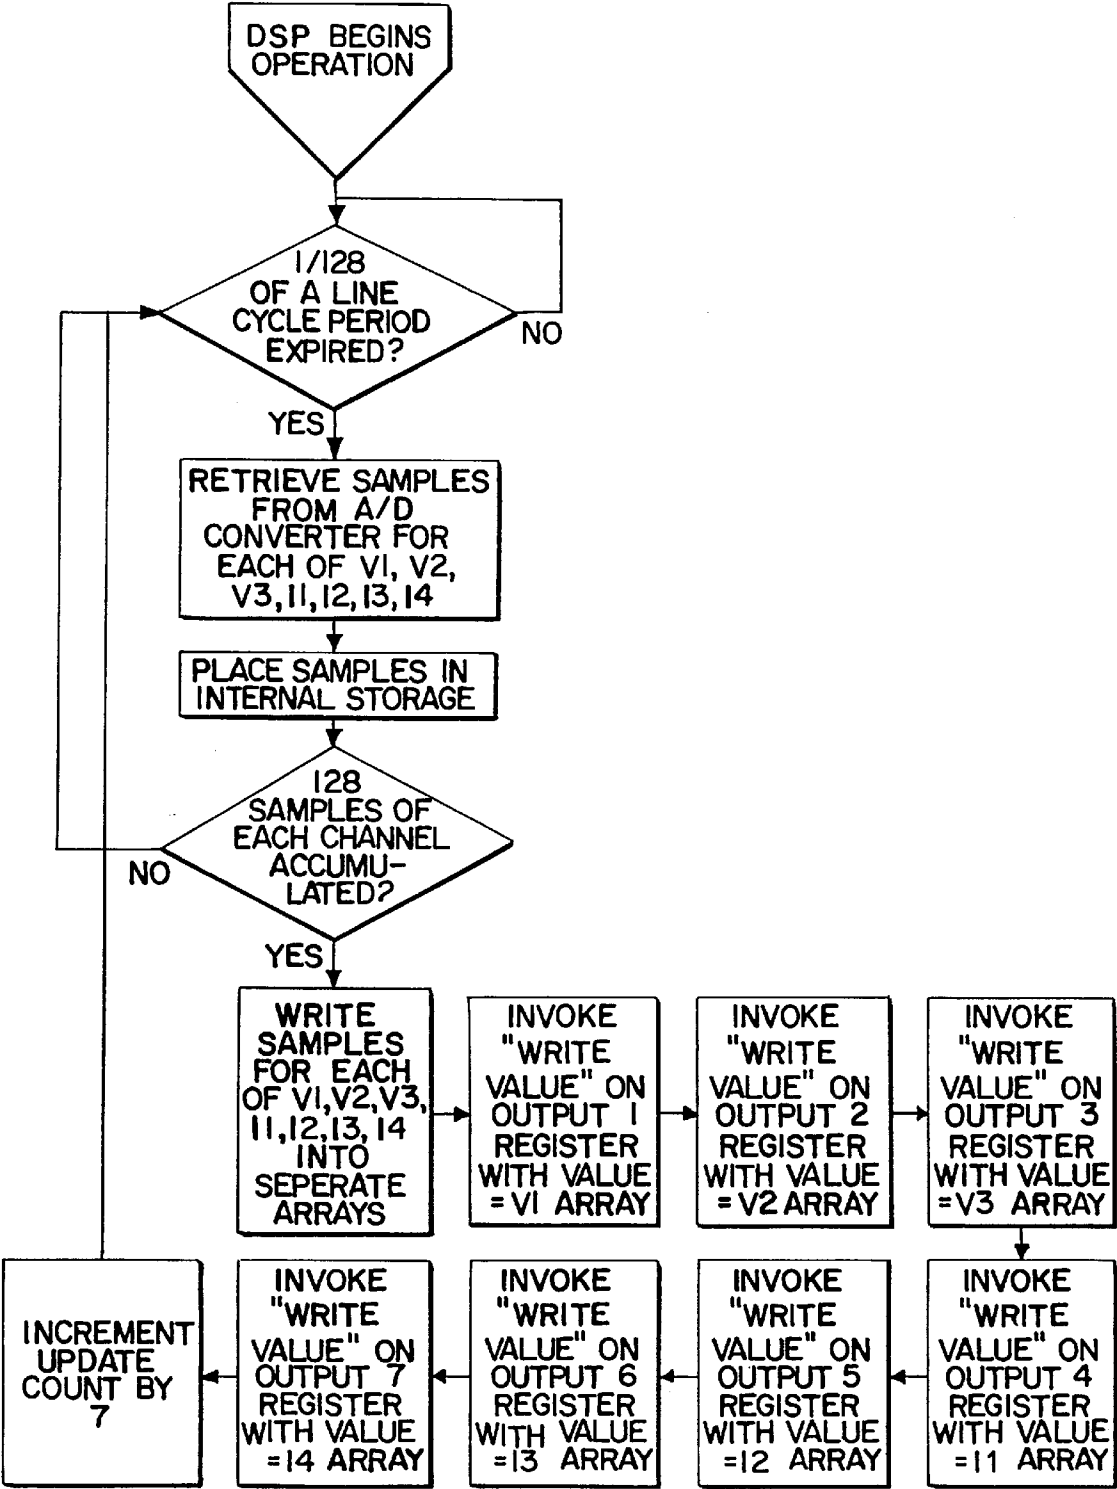 DSP BEGINS
OPERATION
1/128
OF A LINE
CYCLE PERIOD
EXPIRED?
NO
YES
RETRIEVE SAMPLES
FROM A/D
CONVERTER FOR
EACH OF V1, V2,
V3, I1, I2, I3, I4
PLACE SAMPLES IN
INTERNAL STORAGE
128
SAMPLES OF
EACH CHANNEL
ACCUMU-
LATED?
NO
YES
WRITE
SAMPLES
FOR EACH
OF V1, V2, V3,
I1, I2, I3, I4
INTO
SEPERATE
ARRAYS
INVOKE
"WRITE
VALUE" ON
OUTPUT 1
REGISTER
WITH VALUE
=V1 ARRAY
INVOKE
"WRITE
VALUE" ON
OUTPUT 2
REGISTER
WITH VALUE
=V2 ARRAY
INVOKE
"WRITE
VALUE" ON
OUTPUT 3
REGISTER
WITH VALUE
=V3 ARRAY
INVOKE
"WRITE
VALUE" ON
OUTPUT 4
REGISTER
WITH VALUE
=I1 ARRAY
INVOKE
"WRITE
VALUE" ON
OUTPUT 5
REGISTER
WITH VALUE
=I2 ARRAY
INVOKE
"WRITE
VALUE" ON
OUTPUT 6
REGISTER
WITH VALUE
=I3 ARRAY
INVOKE
"WRITE
VALUE" ON
OUTPUT 7
REGISTER
WITH VALUE
=I4 ARRAY
INCREMENT
UPDATE
COUNT BY
7